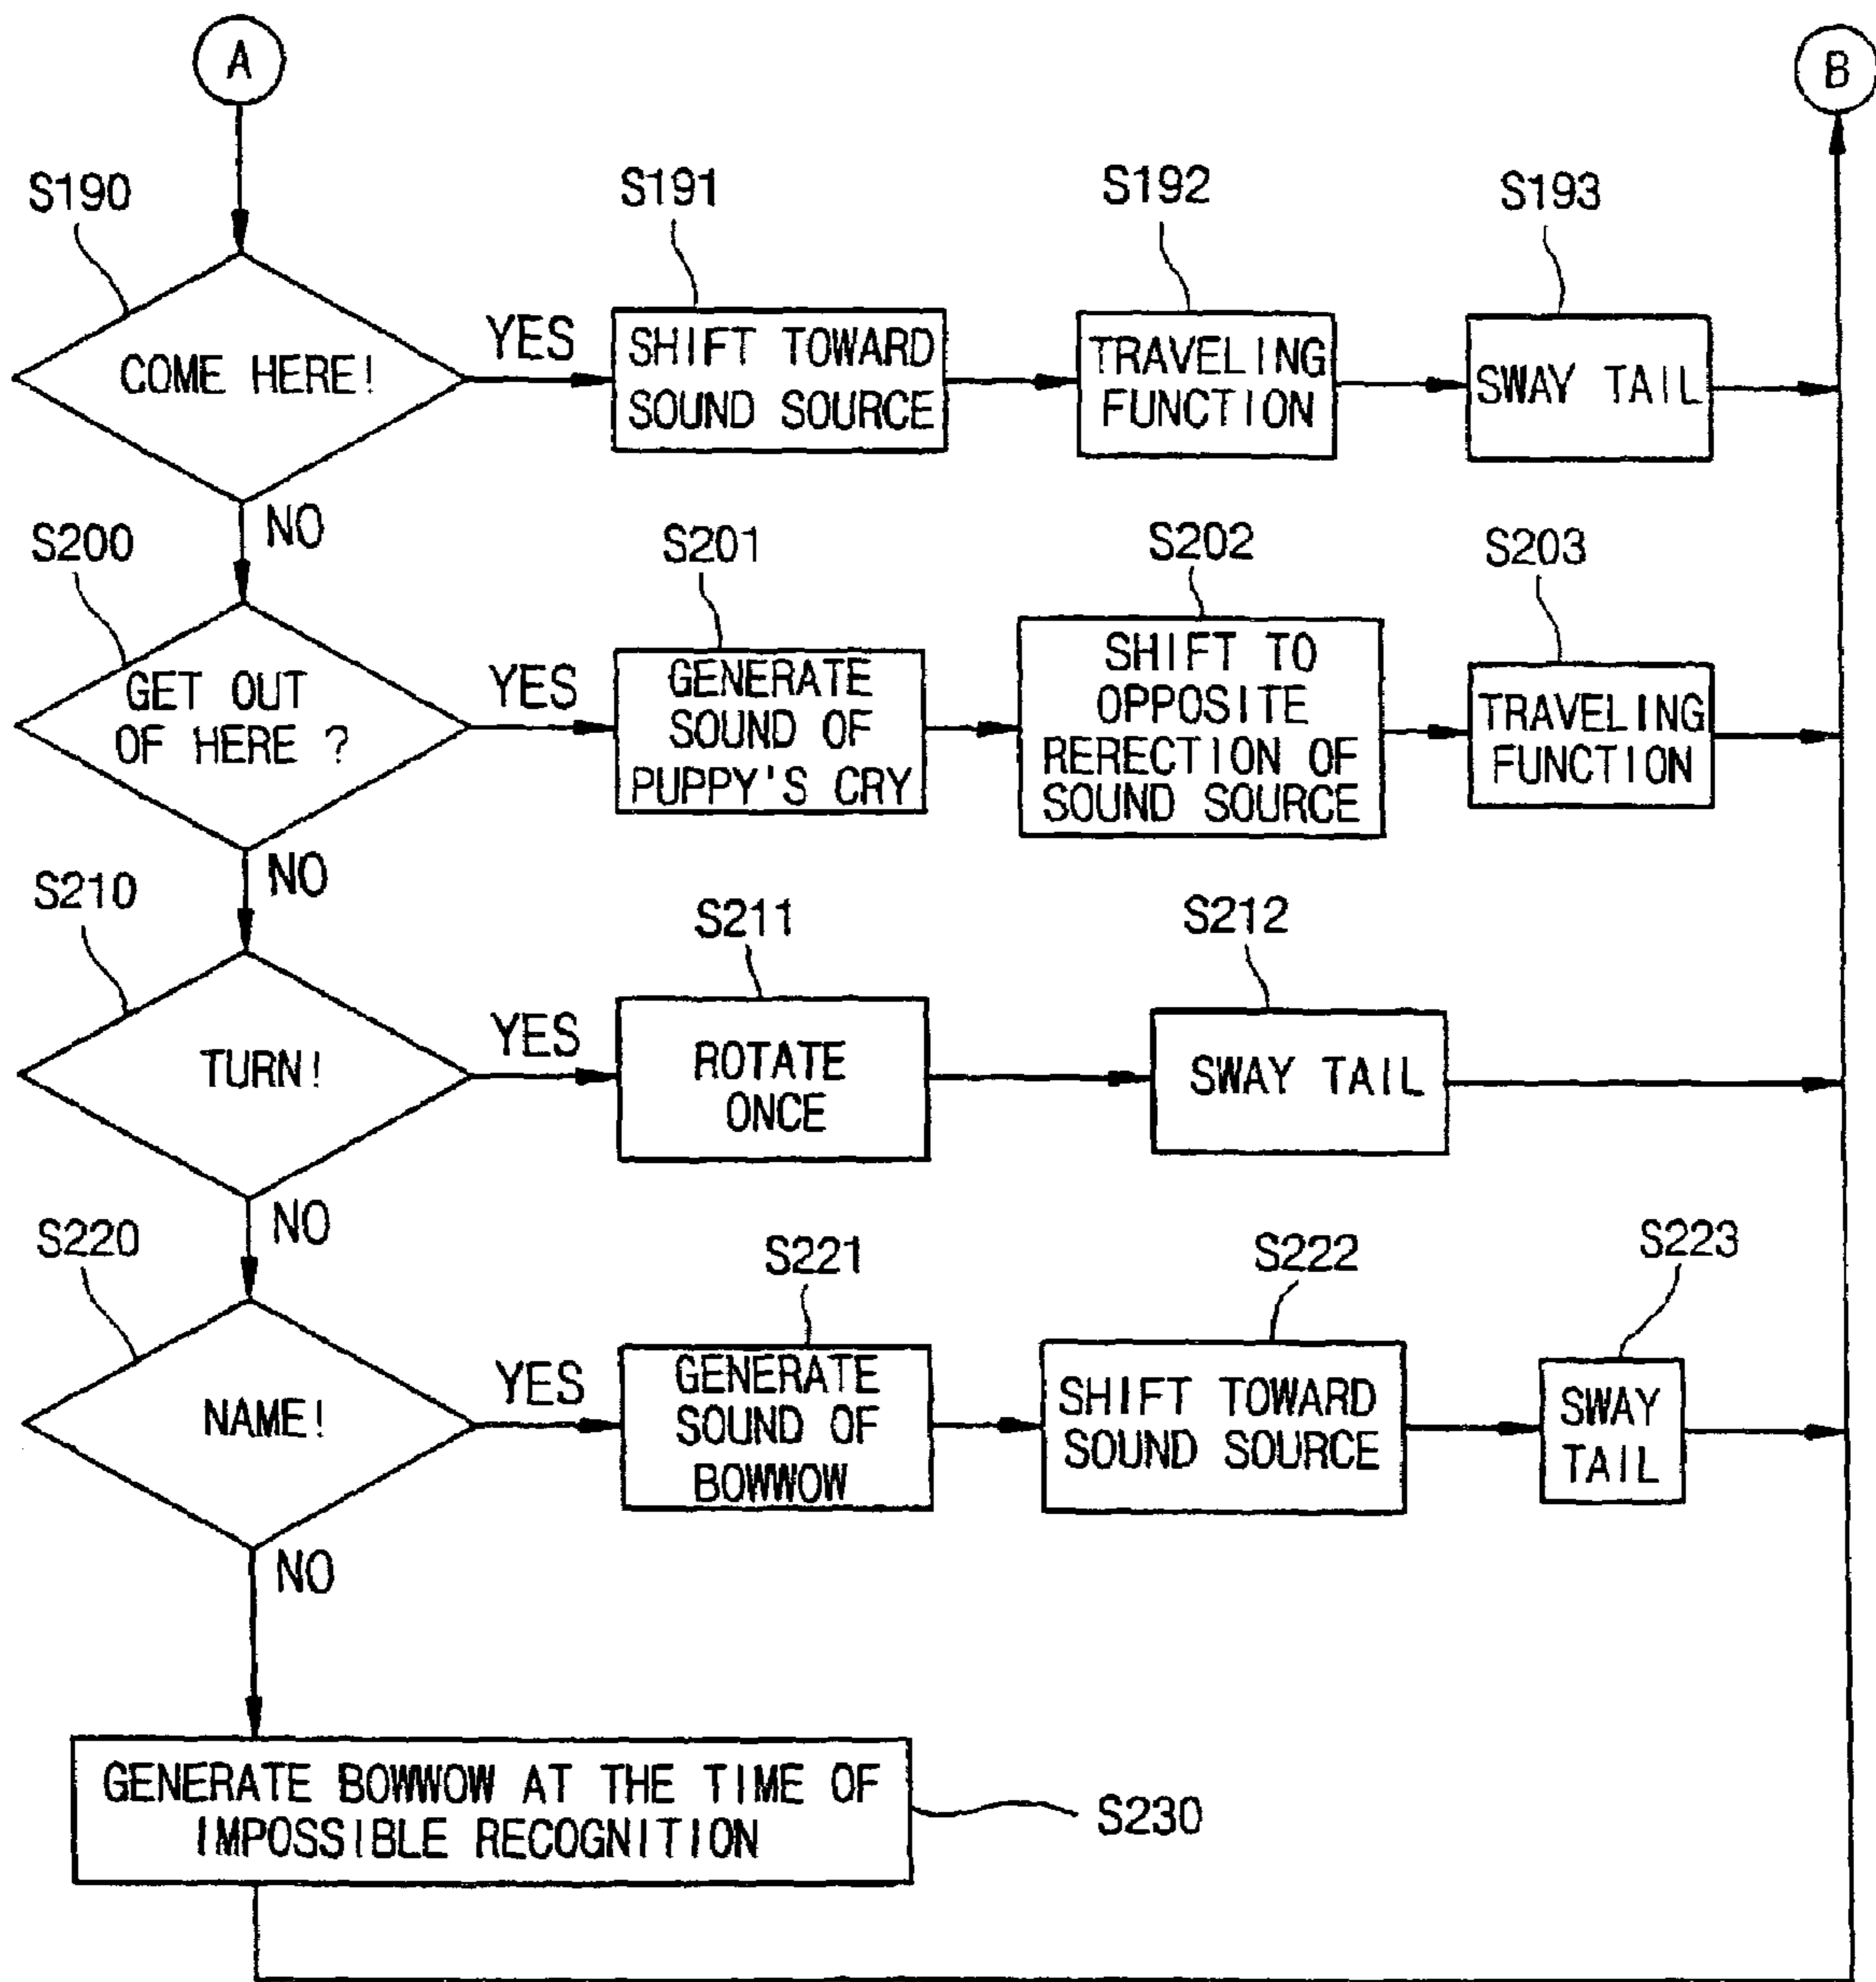 A
B
S190
S191
S192
S193
COME HERE!
YES
SHIFT TOWARD
SOUND SOURCE
TRAVELING
FUNCTION
SWAY TAIL
NO
S200
S201
S202
S203
GET OUT
OF HERE ?
YES
GENERATE
SOUND OF
PUPPY'S CRY
SHIFT TO
OPPOSITE
RERECTION OF
SOUND SOURCE
TRAVELING
FUNCTION
NO
S210
S211
S212
TURN!
YES
ROTATE
ONCE
SWAY TAIL
NO
S220
S221
S222
S223
NAME!
YES
GENERATE
SOUND OF
BOWWOW
SHIFT TOWARD
SOUND SOURCE
SWAY
TAIL
NO
GENERATE BOWWOW AT THE TIME OF
IMPOSSIBLE RECOGNITION
S230